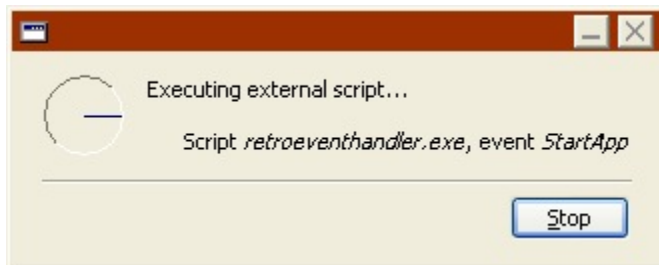 Executing external script...
Script retroeventhandler.exe, event StartApp
Stop